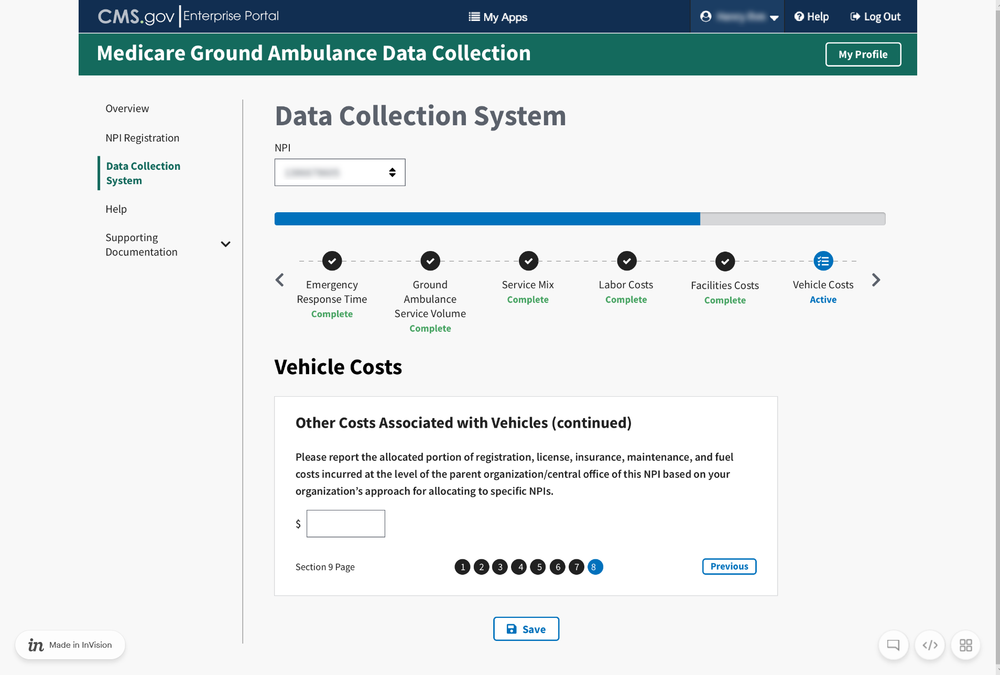 CMS.gov Enterprise Portal
My Apps
Help
Log Out
Medicare Ground Ambulance Data Collection
My Profile
Overview
NPI Registration
Data Collection
System
Help
Supporting
Documentation
Data Collection System
NPI
Emergency
Response Time
Complete
Ground
Ambulance
Service Volume
Complete
Service Mix
Complete
Labor Costs
Complete
Facilities Costs
Complete
Vehicle Costs
Active
Vehicle Costs
Other Costs Associated with Vehicles (continued)
Please report the allocated portion of registration, license, insurance, maintenance, and fuel
costs incurred at the level of the parent organization/central office of this NPI based on your
organization’s approach for allocating to specific NPIs.
$
Section 9 Page
1 2 3 4 5 6 7 8
Previous
Save
in Made in InVision